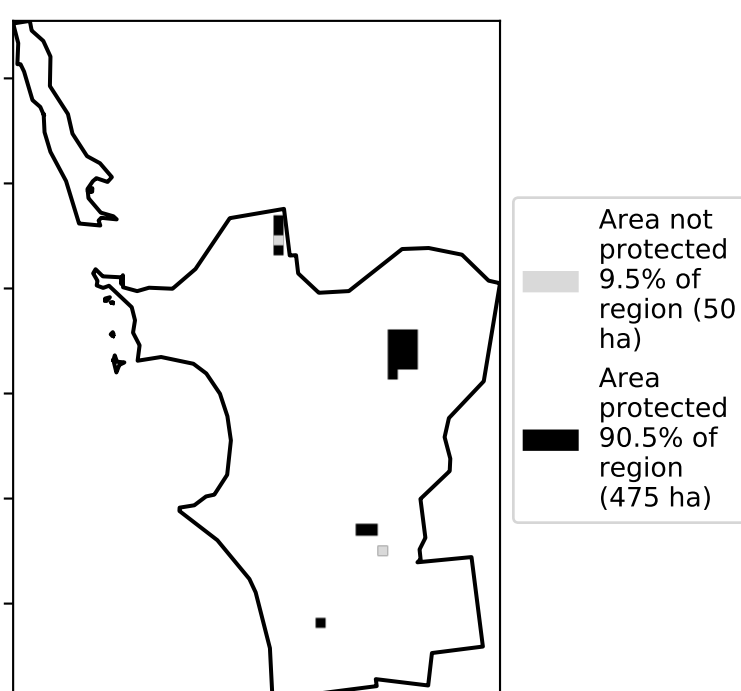 Area not
protected
9.5% of
region (50
ha)
Area
protected
90.5% of
region
(475 ha)